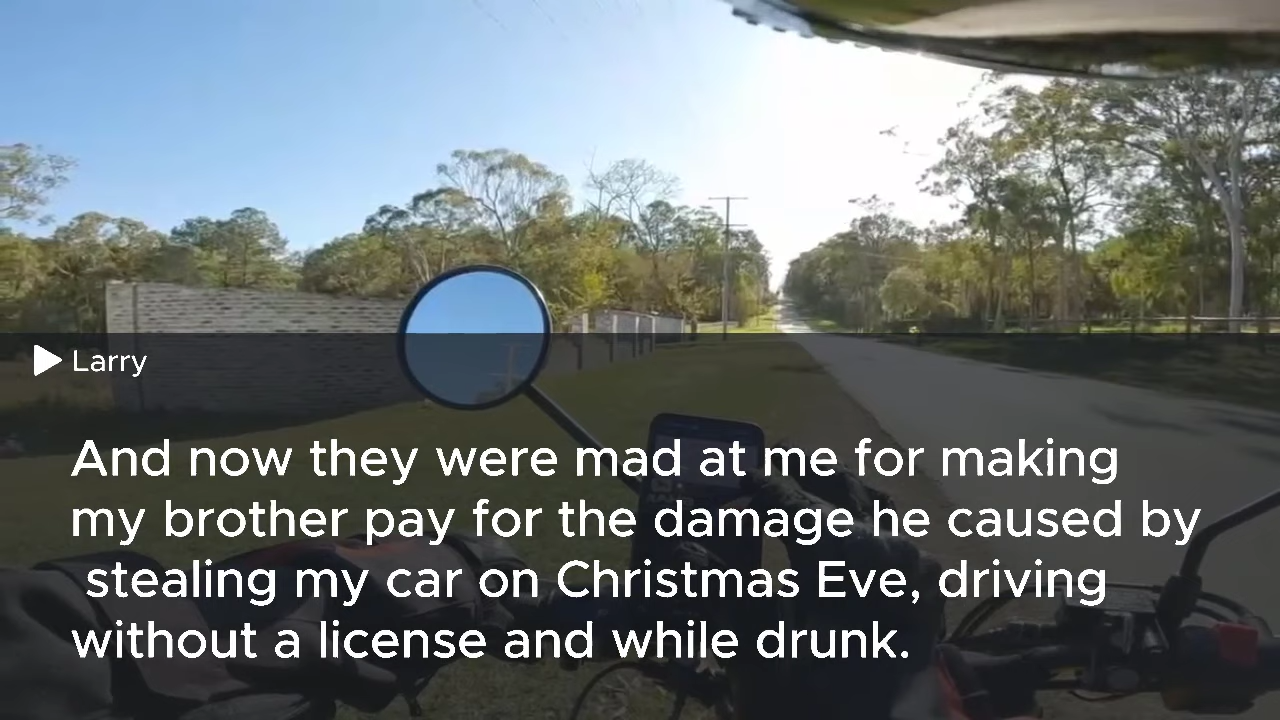 Larry
And now they were mad at me for making
my brother pay for the damage he caused by
stealing my car on Christmas Eve, driving
without a license and while drunk.